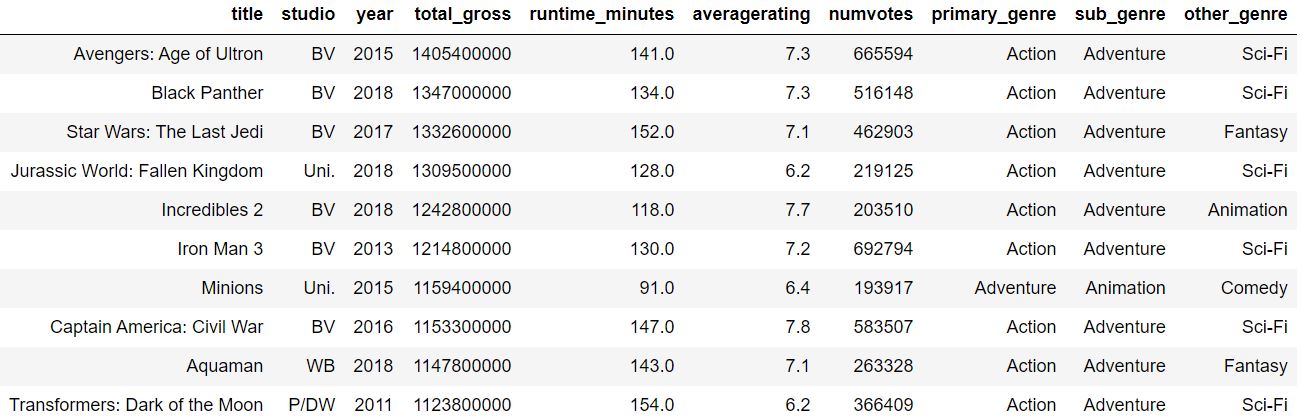 title studio year total_gross runtime_minutes averagerating numvotes primary_genre sub_genre other_genre
Avengers: Age of Ultron BV 2015 1405400000 141.0 7.3 665594 Action Adventure Sci-Fi
Black Panther BV 2018 1347000000 134.0 7.3 516148 Action Adventure Sci-Fi
Star Wars: The Last Jedi BV 2017 1332600000 152.0 7.1 462903 Action Adventure Fantasy
Jurassic World: Fallen Kingdom Uni. 2018 1309500000 128.0 6.2 219125 Action Adventure Sci-Fi
Incredibles 2 BV 2018 1242800000 118.0 7.7 203510 Action Adventure Animation
Iron Man 3 BV 2013 1214800000 130.0 7.2 692794 Action Adventure Sci-Fi
Minions Uni. 2015 1159400000 91.0 6.4 193917 Adventure Animation Comedy
Captain America: Civil War BV 2016 1153300000 147.0 7.8 583507 Action Adventure Sci-Fi
Aquaman WB 2018 1147800000 143.0 7.1 263328 Action Adventure Fantasy
Transformers: Dark of the Moon P/DW 2011 1123800000 154.0 6.2 366409 Action Adventure Sci-Fi